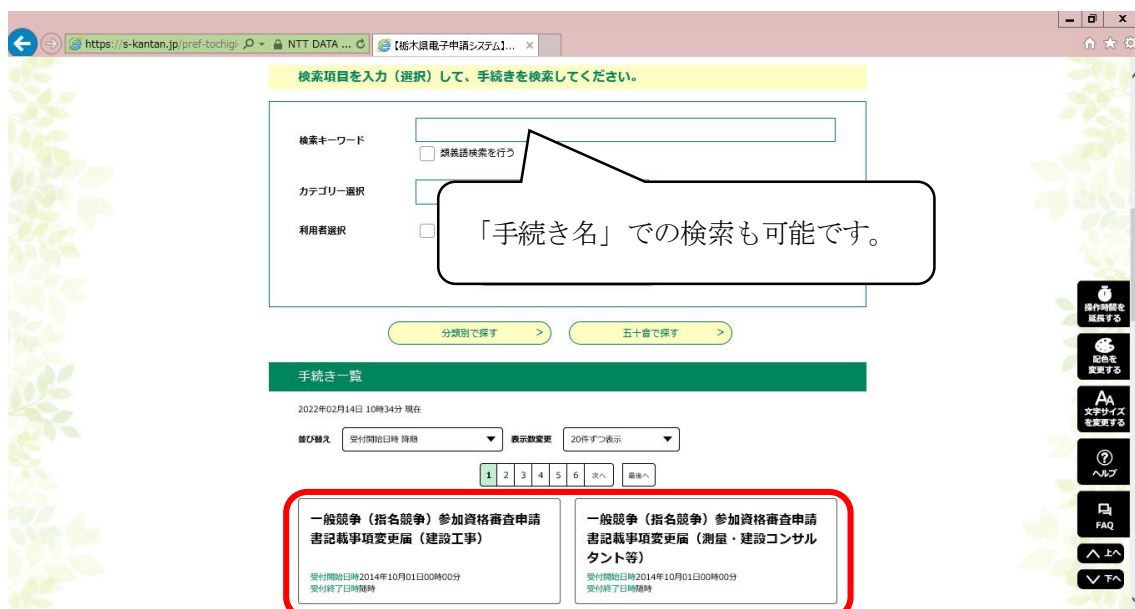 https://s-kantan.jp/pref-tochigi
NTT DATA ...
【栃木県電子申請システム】...
検索項目を入力（選択）して、手続きを検索してください。
検索キーワード
類義語検索を行う
カテゴリー選択
利用者選択
「手続き名」での検索も可能です。
分類別で探す >
五十音で探す >
手続き一覧
2022年02月14日 10時34分 現在
並び替え 受付開始日時 降順 ▼ 表示数変更 20件ずつ表示 ▼
1 2 3 4 5 6 次へ 最後へ
一般競争（指名競争）参加資格審査申請
書記載事項変更届（建設工事）
受付開始日時2014年10月01日00時00分
受付終了日時随時
一般競争（指名競争）参加資格審査申請
書記載事項変更届（測量・建設コンサル
タント等）
受付開始日時2014年10月01日00時00分
受付終了日時随時
操作時間を
延長する
配色を
変更する
AA
文字サイズ
を変更する
?
ヘルプ
FAQ
上へ
下へ